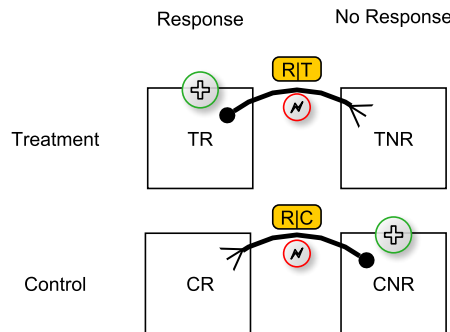 Response
No Response
R|T
Treatment
TR
TNR
R|C
Control
CR
CNR